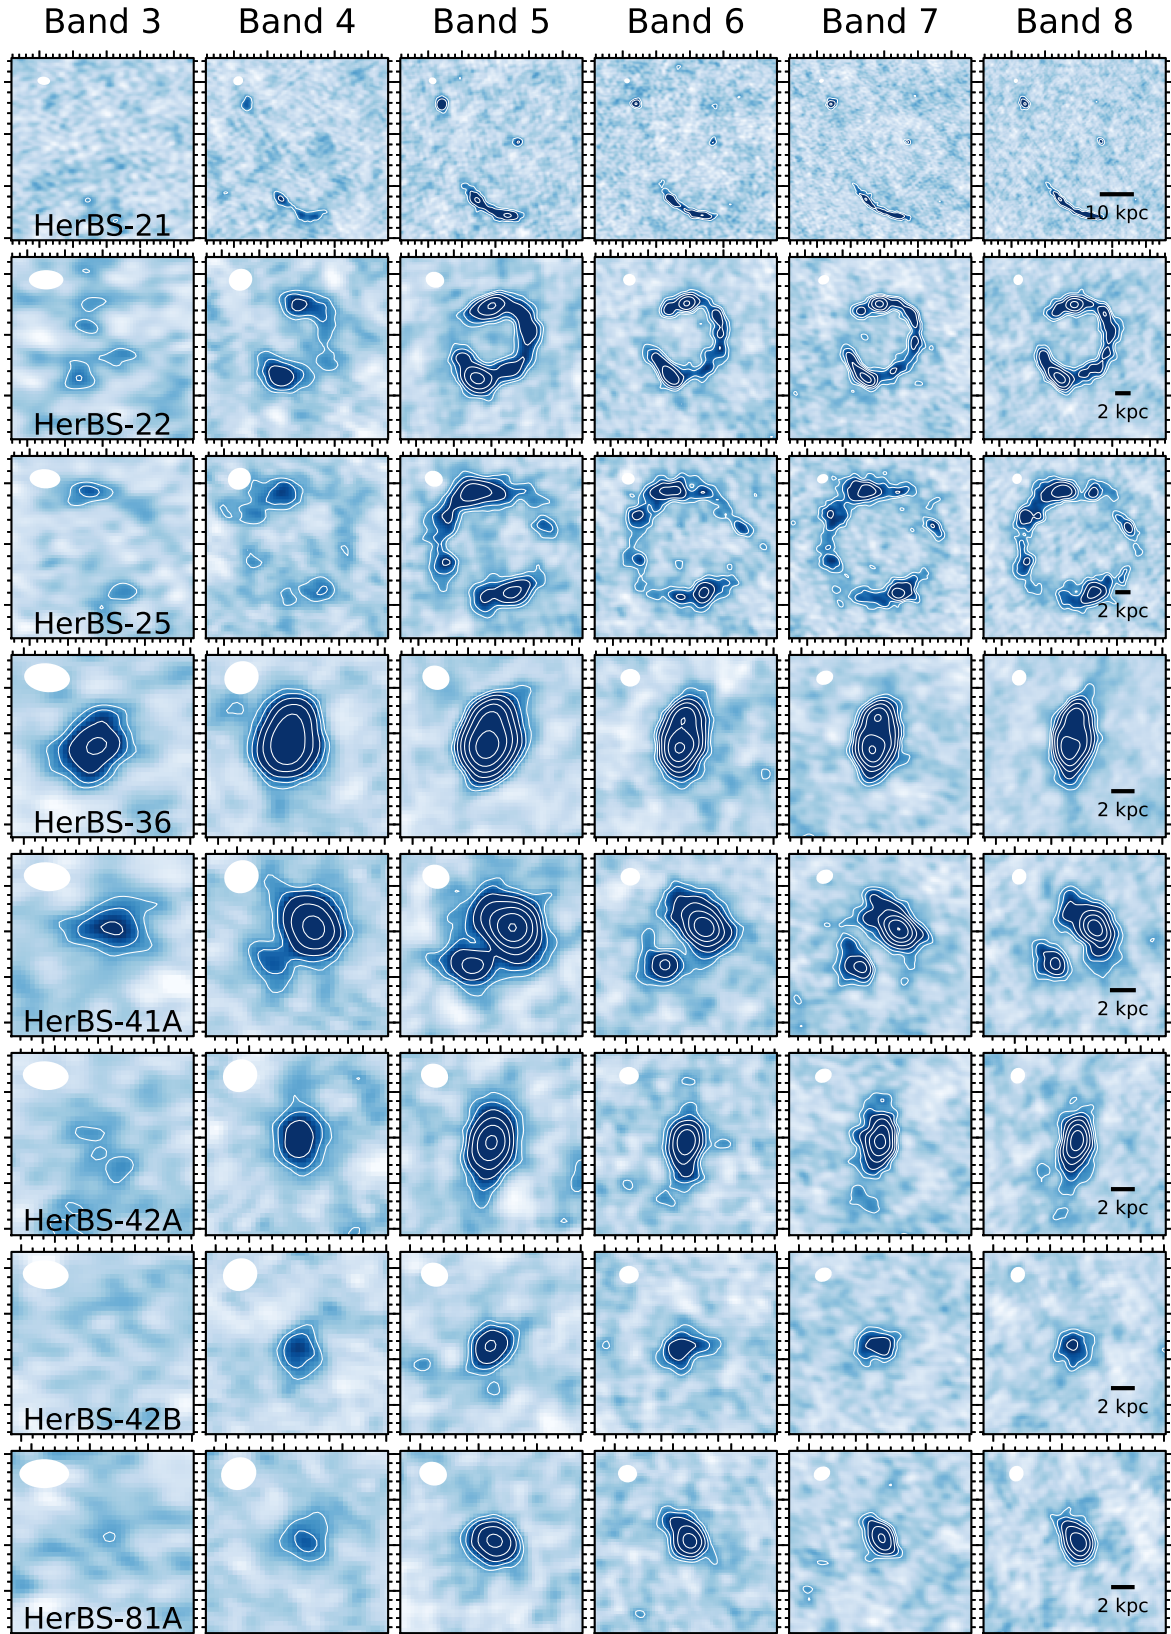 Band 3 Band 4 Band 5 Band 6 Band 7 Band 8
HerBS-21
10 kpc
HerBS-22
2 kpc
HerBS-25
2 kpc
HerBS-36
2 kpc
HerBS-41A
2 kpc
HerBS-42A
2 kpc
HerBS-42B
2 kpc
HerBS-81A
2 kpc